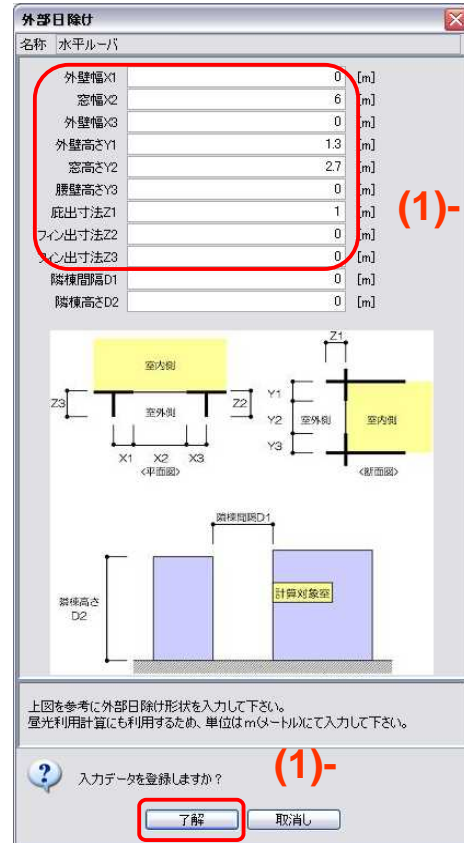 外部日除け
名称 水平ルーバ
外壁幅X1 0 [m]
窓幅X2 6 [m]
外壁幅X3 0 [m]
外壁高さY1 1.3 [m]
窓高さY2 2.7 [m]
腰壁高さY3 0 [m]
庇出寸法Z1 1 [m]
フィン出寸法Z2 0 [m]
フィン出寸法Z3 0 [m]
隣棟間隔D1 0 [m]
隣棟高さD2 0 [m]
(1)-
Z1
室内側
Z3 室外側 Z2
Y1
Y2 室外側 室内側
Y3
X1 X2 X3
<平面図> <断面図>
隣棟間隔D1
計算対象室
隣棟高さ
D2
上図を参考に外部日除け形状を入力して下さい。
昼光利用計算にも利用するため、単位はm(メートル)にて入力して下さい。
(1)-
入力データを登録しますか?
了解 取消し